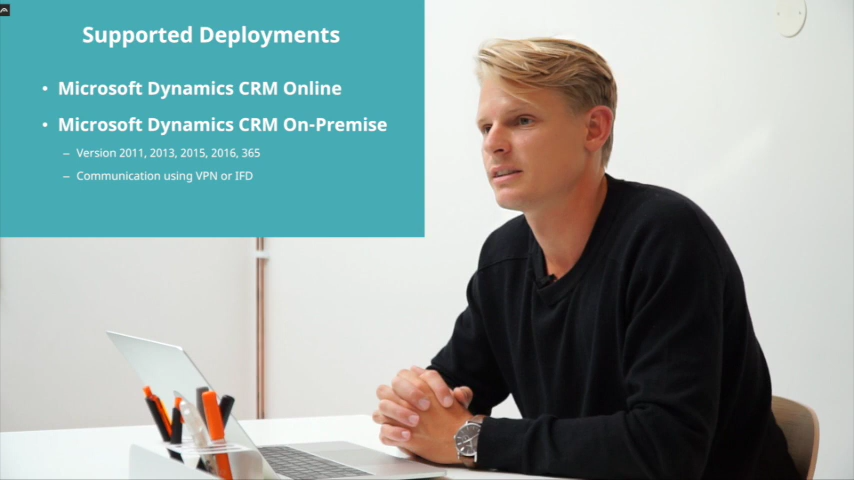 Supported Deployments
• Microsoft Dynamics CRM Online
• Microsoft Dynamics CRM On-Premise
– Version 2011, 2013, 2015, 2016, 365
– Communication using VPN or IFD